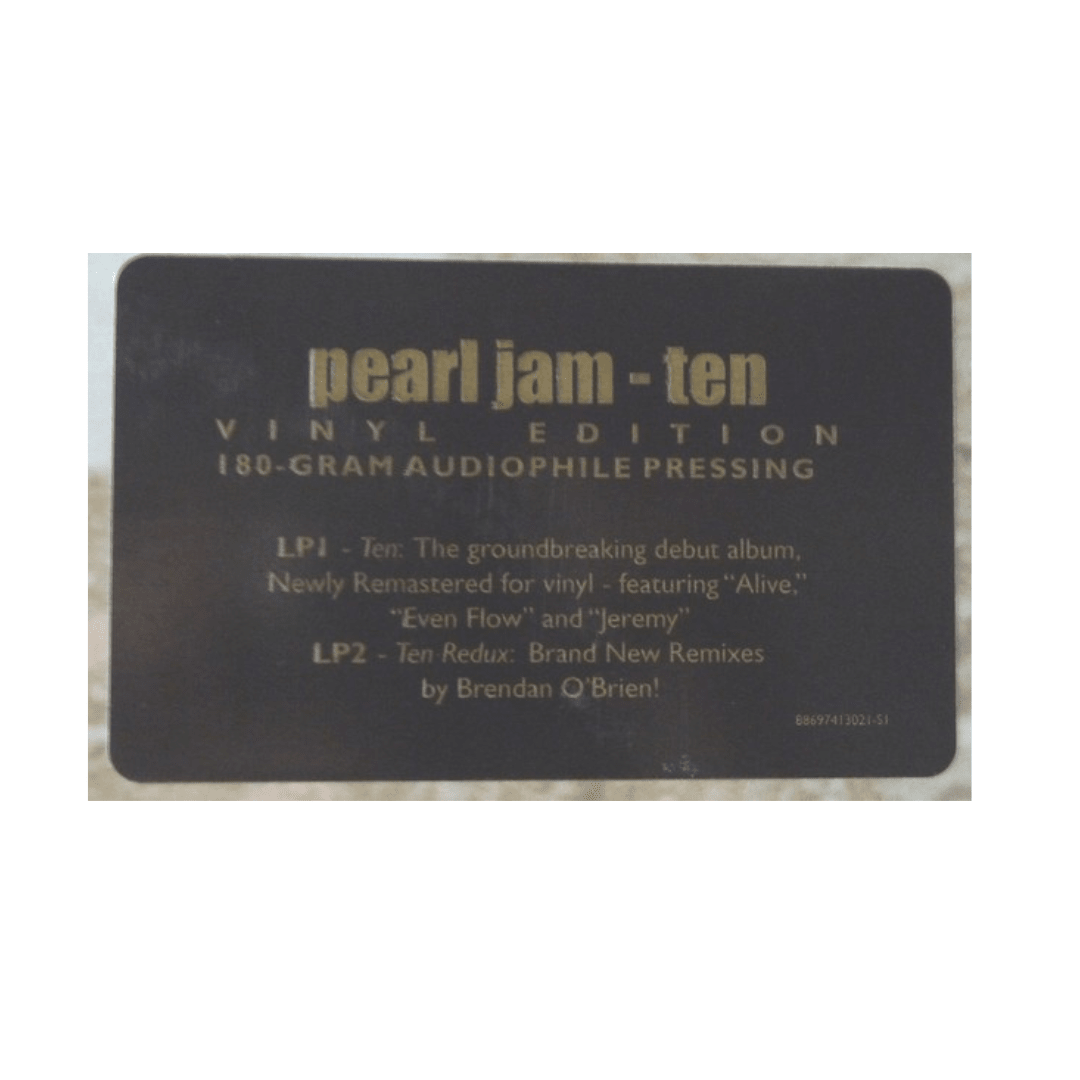 pearl jam - ten
VINYL EDITION
180-GRAM AUDIOPHILE PRESSING
LP1 - Ten: The groundbreaking debut album,
Newly Remastered for vinyl - featuring “Alive,”
“Even Flow” and “Jeremy”
LP2 - Ten Redux: Brand New Remixes
by Brendan O'Brien!
88697413021-S1